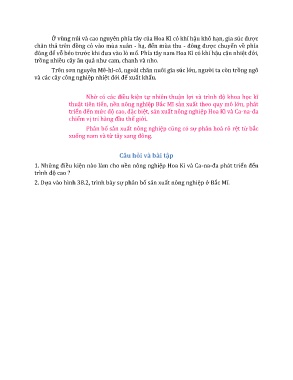 Ở vùng núi và cao nguyên phía tây của Hoa Kì có khí hậu khô hạn, gia súc được
chăn thả trên đồng cỏ vào mùa xuân - hạ, đến mùa thu - đông được chuyển về phía
đông để vỗ béo trước khi đưa vào lò mổ. Phía tây nam Hoa Kì có khí hậu cận nhiệt đới,
trồng nhiều cây ăn quả như cam, chanh và nho.
Trên sơn nguyên Mê-hi-cô, ngoài chăn nuôi gia súc lớn, người ta còn trồng ngô
và các cây công nghiệp nhiệt đới để xuất khẩu.
Nhờ có các điều kiện tự nhiên thuận lợi và trình độ khoa học kĩ
thuật tiên tiến, nền nông nghiệp Bắc Mĩ sản xuất theo quy mô lớn, phát
triển đến mức độ cao, đặc biệt, sản xuất nông nghiệp Hoa Kì và Ca-na-đa
chiếm vị trí hàng đầu thế giới.
Phân bố sản xuất nông nghiệp cũng có sự phân hoá rõ rệt từ bắc
xuống nam và từ tây sang đông.
Câu hỏi và bài tập
1. Những điều kiện nào làm cho nền nông nghiệp Hoa Kì và Ca-na-đa phát triển đến
trình độ cao ?
2. Dựa vào hình 38.2, trình bày sự phân bố sản xuất nông nghiệp ở Bắc Mĩ.